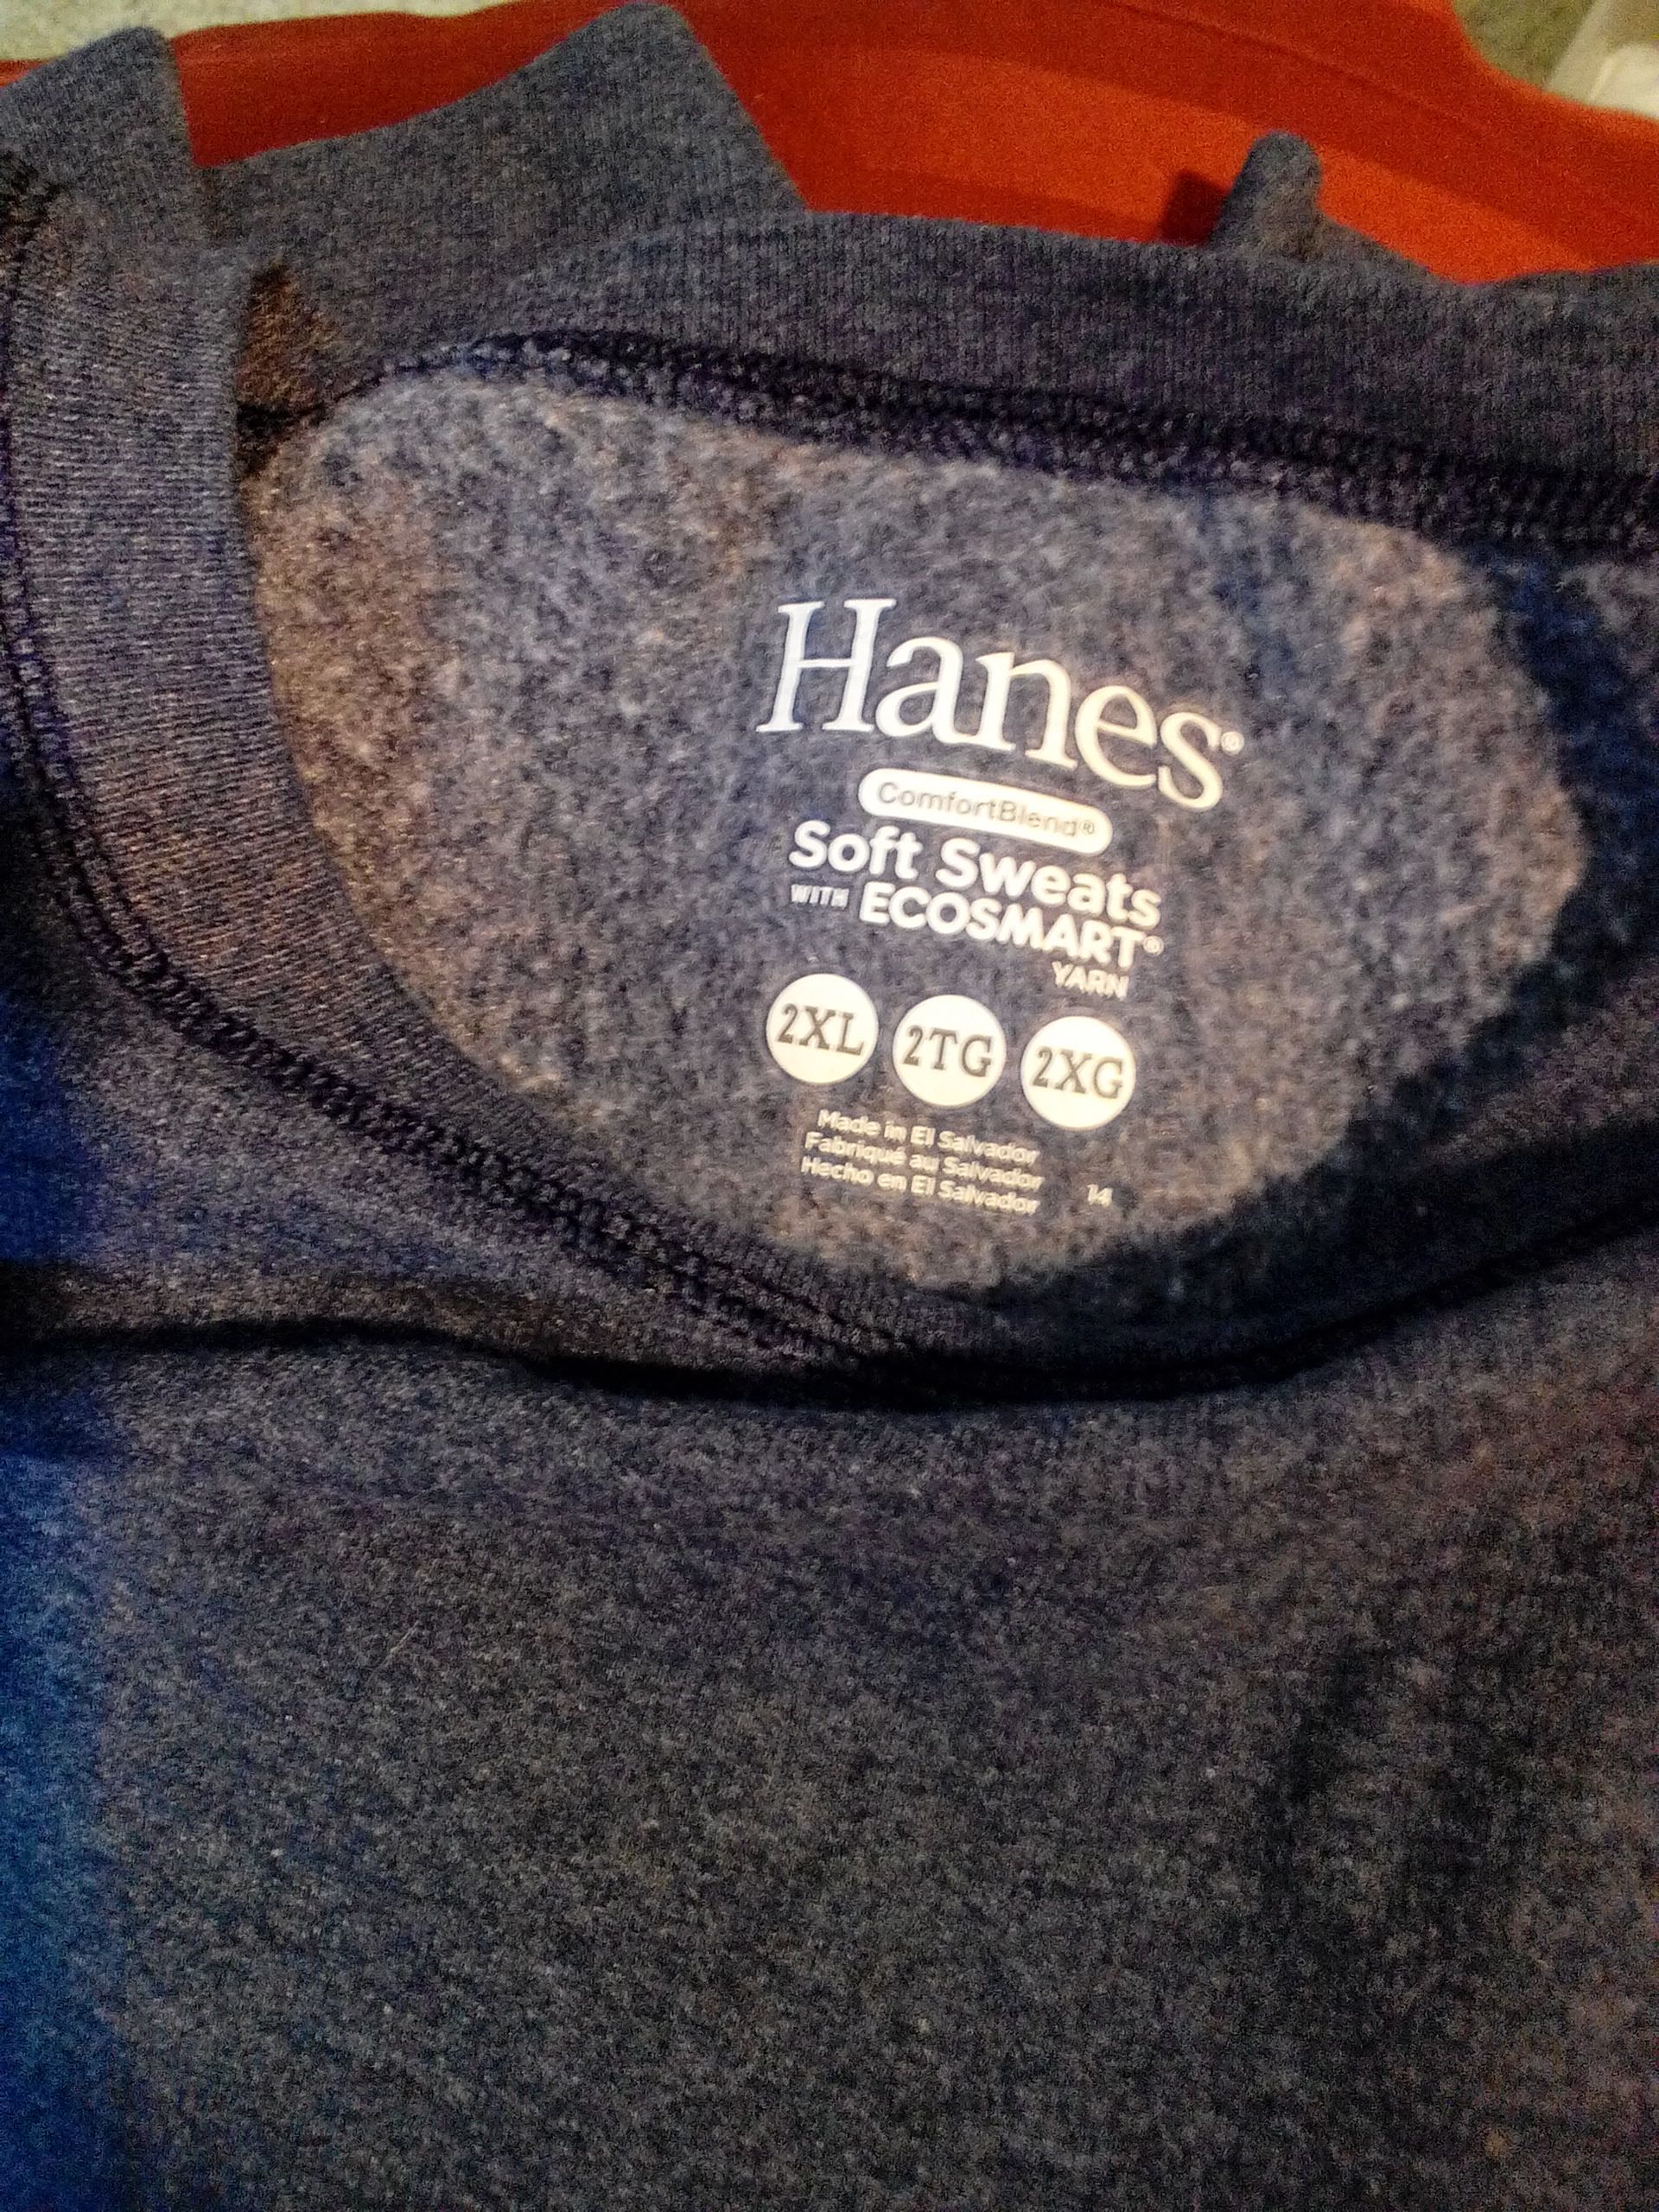 Hanes®
ComfortBlend®
Soft Sweats
WITH ECOSMART®
YARN
2XL 2TG 2XG
Made in El Salvador
Fabriqué au Salvador
Hecho en El Salvador 14